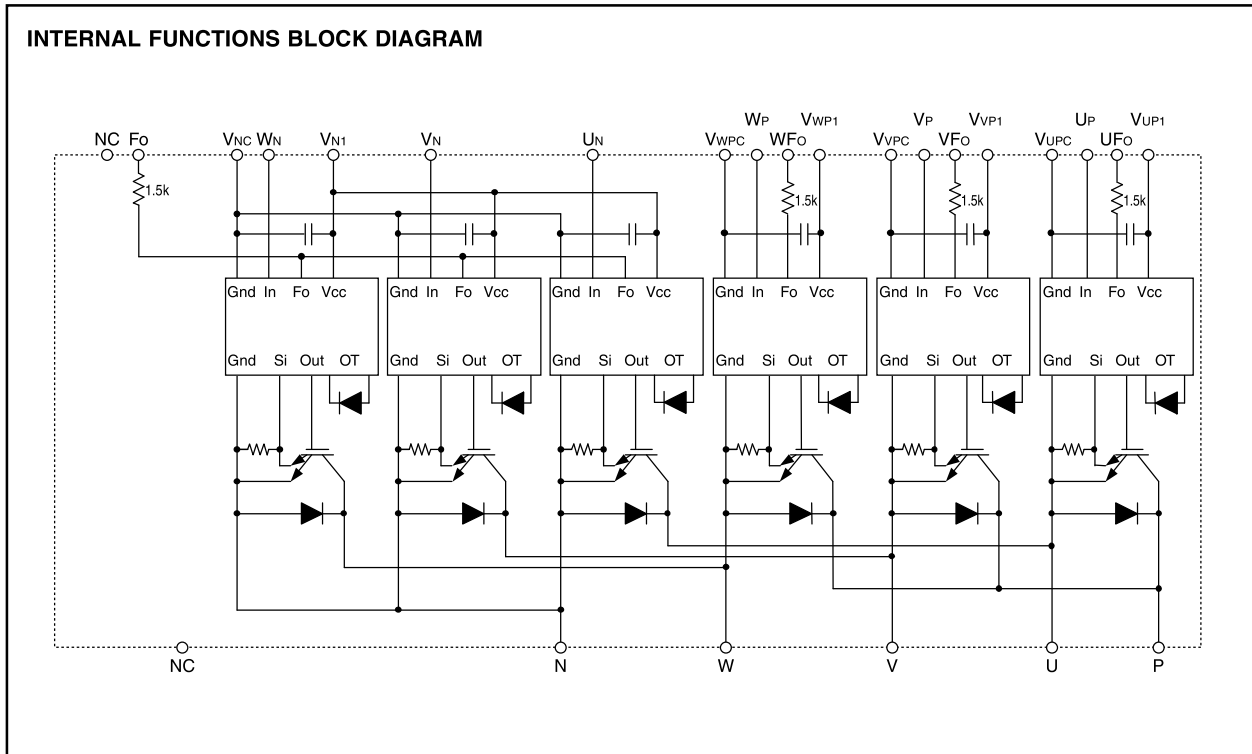 INTERNAL FUNCTIONS BLOCK DIAGRAM
WP VWP1 VP VVP1 UP VUP1
NC Fo VNC WN VN1 VN UN VWPC WFO VVPC VFO VUPC UFO
1.5k 1.5k 1.5k 1.5k
Gnd In Fo Vcc Gnd In Fo Vcc Gnd In Fo Vcc Gnd In Fo Vcc Gnd In Fo Vcc Gnd In Fo Vcc
Gnd Si Out OT Gnd Si Out OT Gnd Si Out OT Gnd Si Out OT Gnd Si Out OT Gnd Si Out OT
NC N W V U P